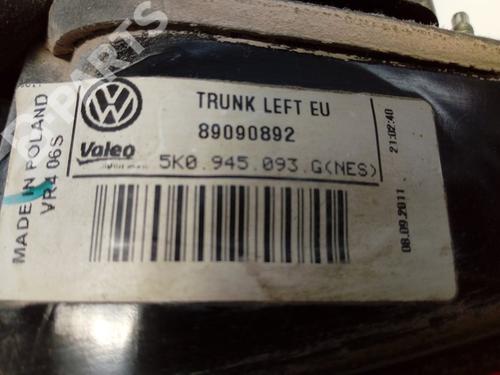 TRUNK LEFT EU
89090892
Valeo
5K0.945.093.G(NES)
MADE IN POLAND
VR4 06S
21:02:40
08.09.2011
PARTS